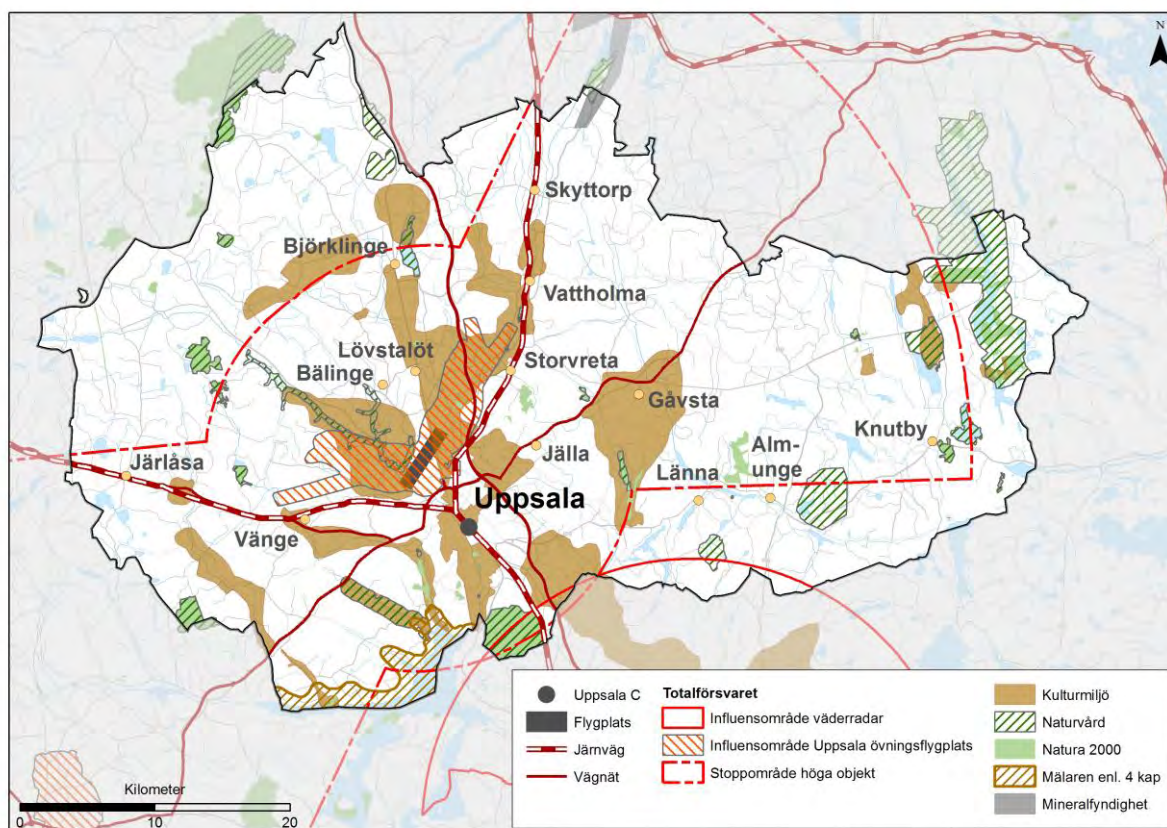 N
Skyttorp
Björklinge
Vattholma
Lövstalöt
Bälinge
Storvreta
Gåvsta
Knutby
Jälla
Alm-
unge
Länna
Järlåsa
Uppsala
Vänge
Uppsala C
Flygplats
Järnväg
Vägnät
Totalförsvaret
Influensområde väderradar
Influensområde Uppsala övningsflygplats
Stoppområde höga objekt
Kulturmiljö
Naturvård
Natura 2000
Mälaren enl. 4 kap
Mineralfyndighet
Kilometer
0 10 20